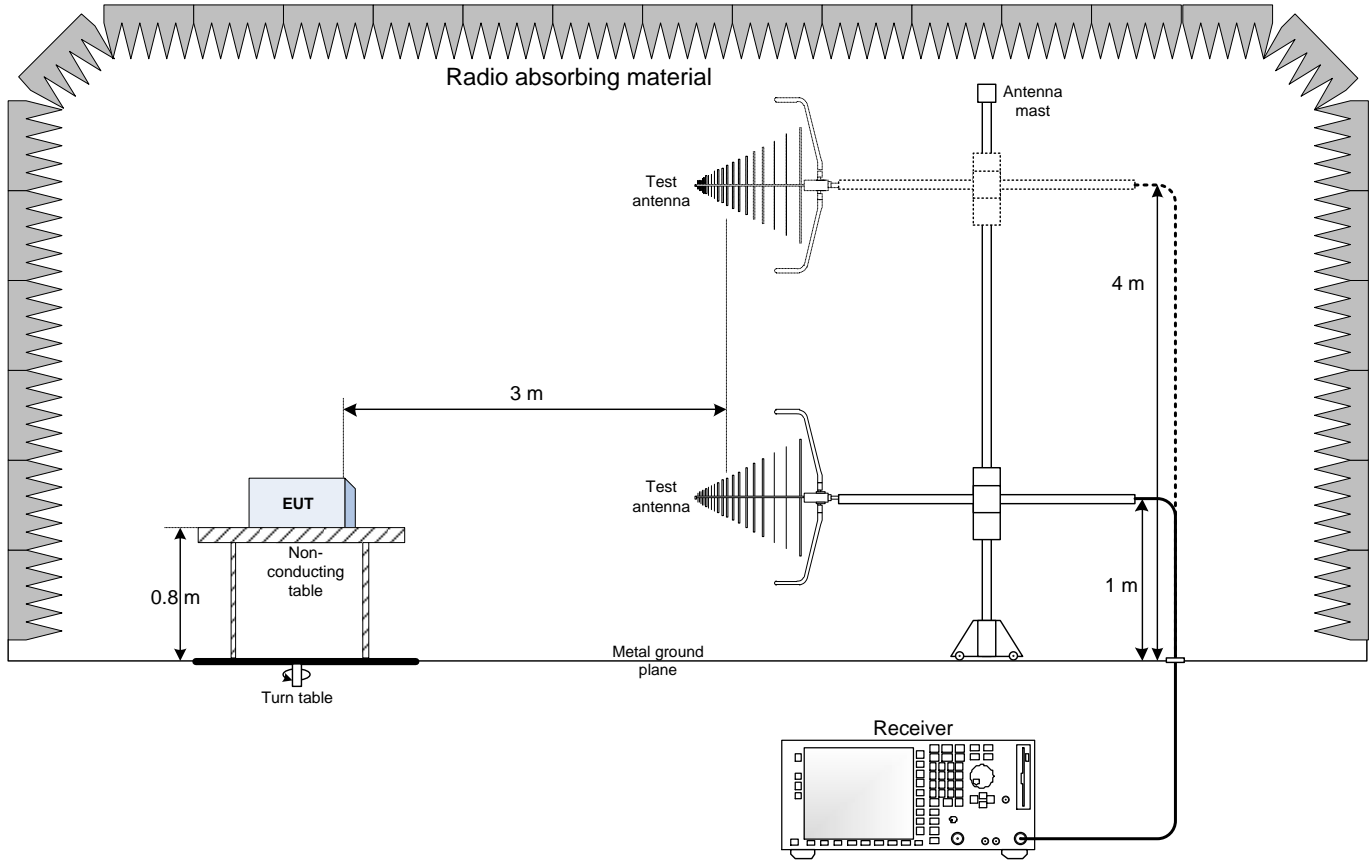 Radio absorbing material
Antenna
mast
Test
antenna
4 m
3 m
Test
antenna
EUT
Non-
conducting
table
0.8 m
1 m
Metal ground
plane
Turn table
Receiver